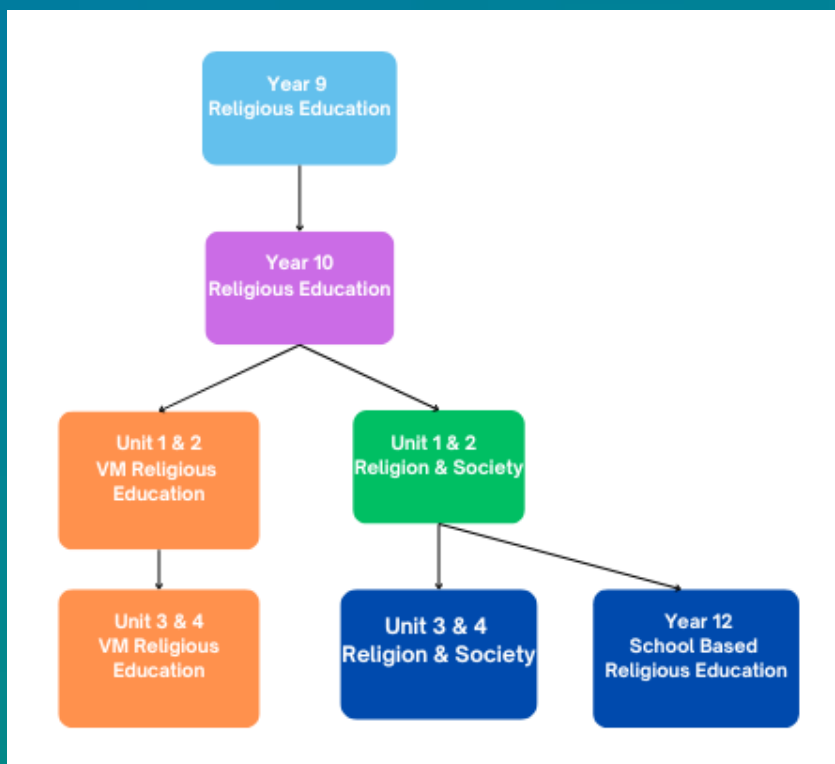 Year 9
Religious Education
Year 10
Religious Education
Unit 1 & 2
VM Religious
Education
Unit 1 & 2
Religion & Society
Unit 3 & 4
VM Religious
Education
Unit 3 & 4
Religion & Society
Year 12
School Based
Religious Education